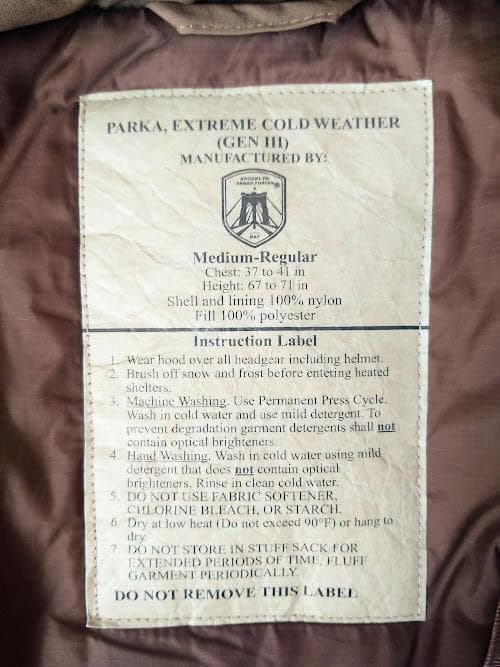 PARKA, EXTREME COLD WEATHER
(GEN III)
MANUFACTURED BY:
BROOKLYN
ARMED FORCES
Medium-Regular
Chest: 37 to 41 in
Height: 67 to 71 in
Shell and lining 100% nylon
Fill 100% polyester
Instruction Label
1. Wear hood over all headgear including helmet.
2. Brush off snow and frost before entering heated
shelters.
3. Machine Washing. Use Permanent Press Cycle.
Wash in cold water and use mild detergent. To
prevent degradation garment detergents shall not
contain optical brighteners.
4. Hand Washing. Wash in cold water using mild
detergent that does not contain optical
brighteners. Rinse in clean cold water.
5. DO NOT USE FABRIC SOFTENER,
CHLORINE BLEACH, OR STARCH.
6. Dry at low heat (Do not exceed 90°F) or hang to
dry.
7. DO NOT STORE IN STUFF SACK FOR
EXTENDED PERIODS OF TIME, FLUFF
GARMENT PERIODICALLY.
DO NOT REMOVE THIS LABEL